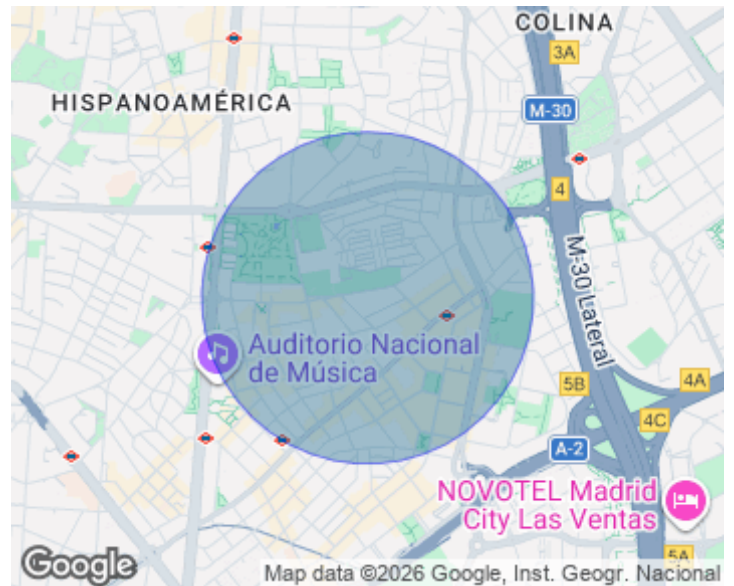 COLINA
3A
HISPANOAMÉRICA
M-30
4
M-30 Lateral
Auditorio Nacional
de Música
5B
4A
4C
A-2
NOVOTEL Madrid
City Las Ventas
5A
Google
Map data ©2026 Google, Inst. Geogr. Nacional